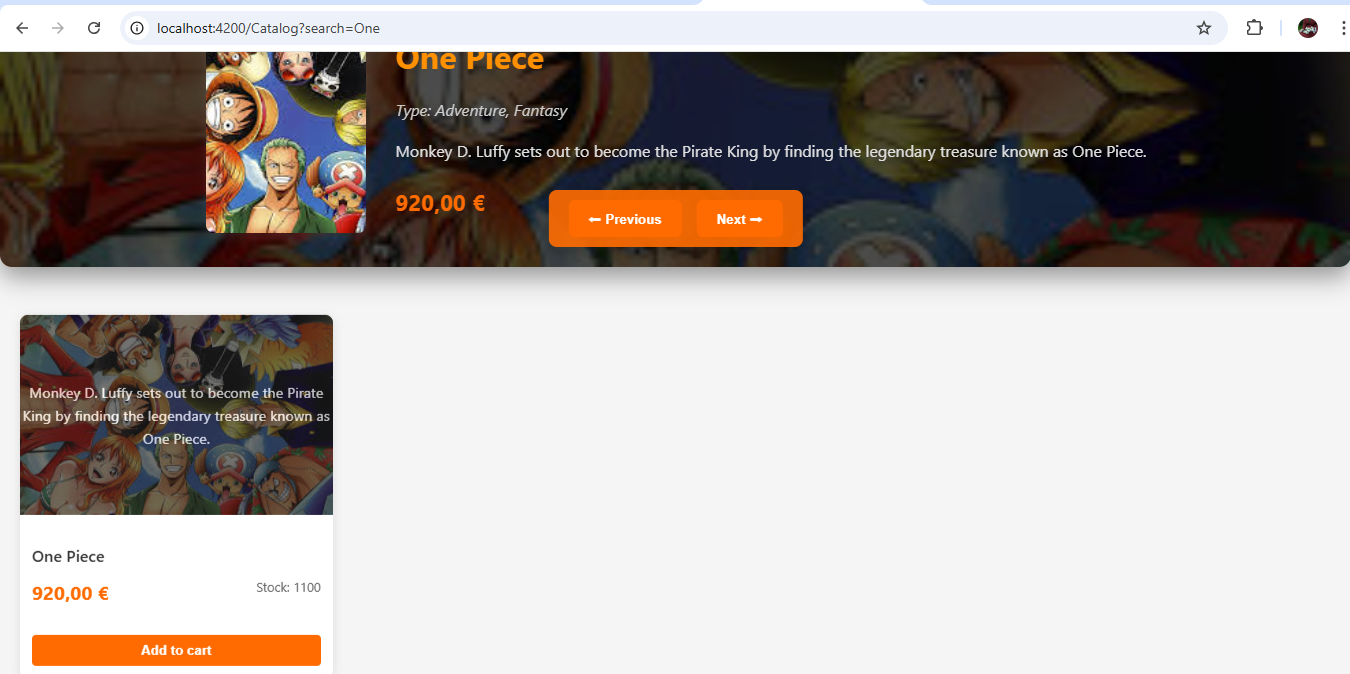 localhost:4200/Catalog?search=One
One Piece
Type: Adventure, Fantasy
Monkey D. Luffy sets out to become the Pirate King by finding the legendary treasure known as One Piece.
920,00 €
⬅ Previous
Next ➡
Monkey D. Luffy sets out to become the Pirate
King by finding the legendary treasure known as
One Piece.
One Piece
920,00 €
Stock: 1100
Add to cart